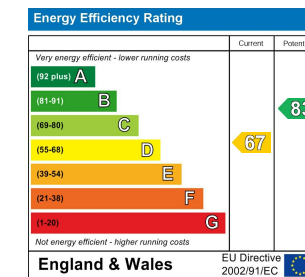 Energy Efficiency Rating
Current
Potent
Very energy efficient - lower running costs
(92 plus) A
(81-91) B
83
(69-80) C
(55-68) D
67
(39-54) E
(21-38) F
(1-20) G
Not energy efficient - higher running costs
England & Wales
EU Directive
2002/91/EC